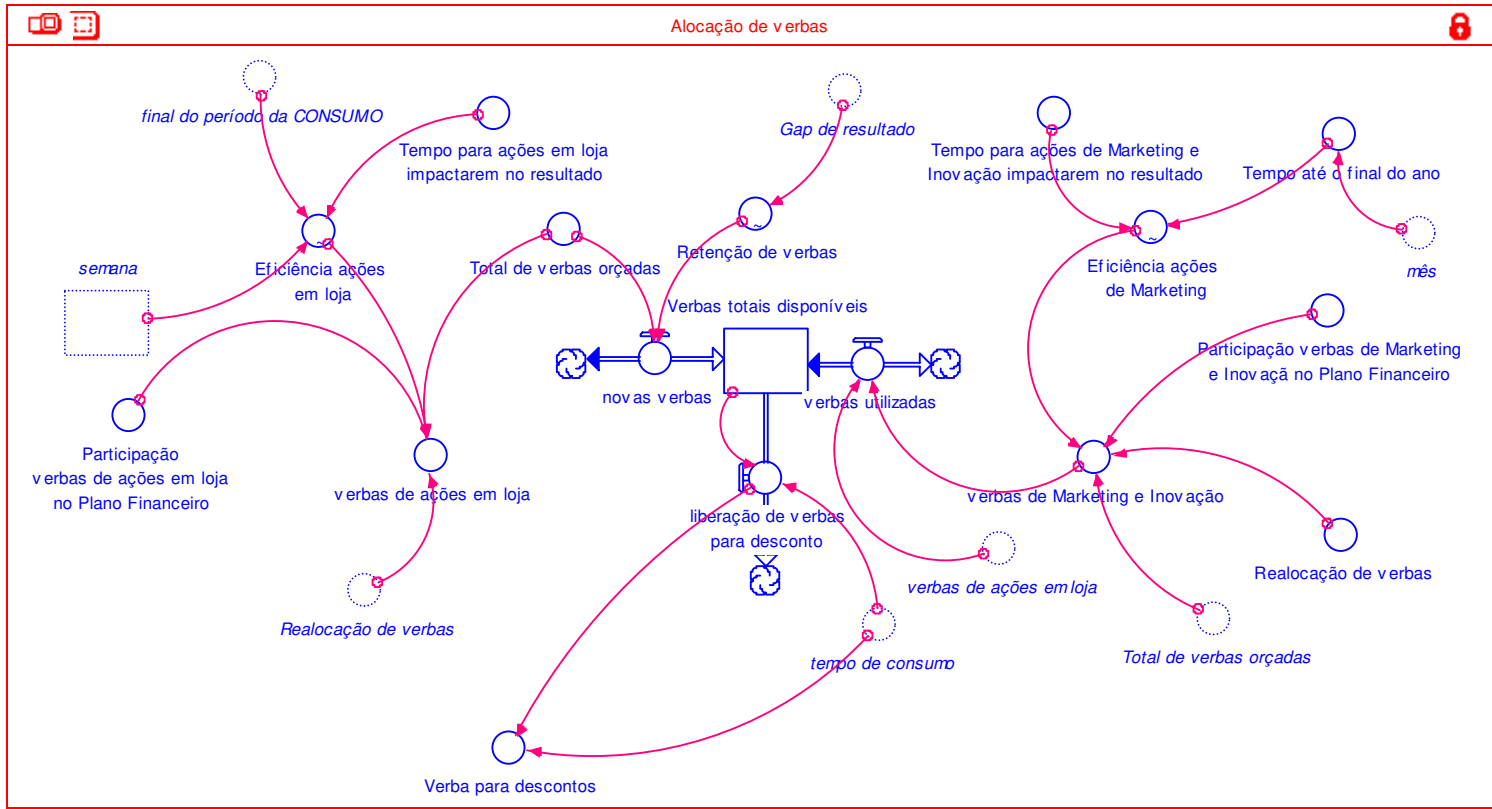 Alocação de verbas
final do período da CONSUMO
Tempo para ações em loja
impactarem no resultado
Gap de resultado
Tempo para ações de Marketing e
Inovação impactarem no resultado
Tempo até o final do ano
semana
Eficiência ações
em loja
Total de verbas orçadas
Retenção de verbas
Eficiência ações
de Marketing
mês
Verbas totais disponíveis
novas verbas
verbas utilizadas
Participação verbas de Marketing
e Inovaçã no Plano Financeiro
Participação
verbas de ações em loja
no Plano Financeiro
verbas de ações em loja
liberação de verbas
para desconto
verbas de Marketing e Inovação
verbas de ações em loja
Realocação de verbas
Realocação de verbas
tempo de consumo
Total de verbas orçadas
Verba para descontos